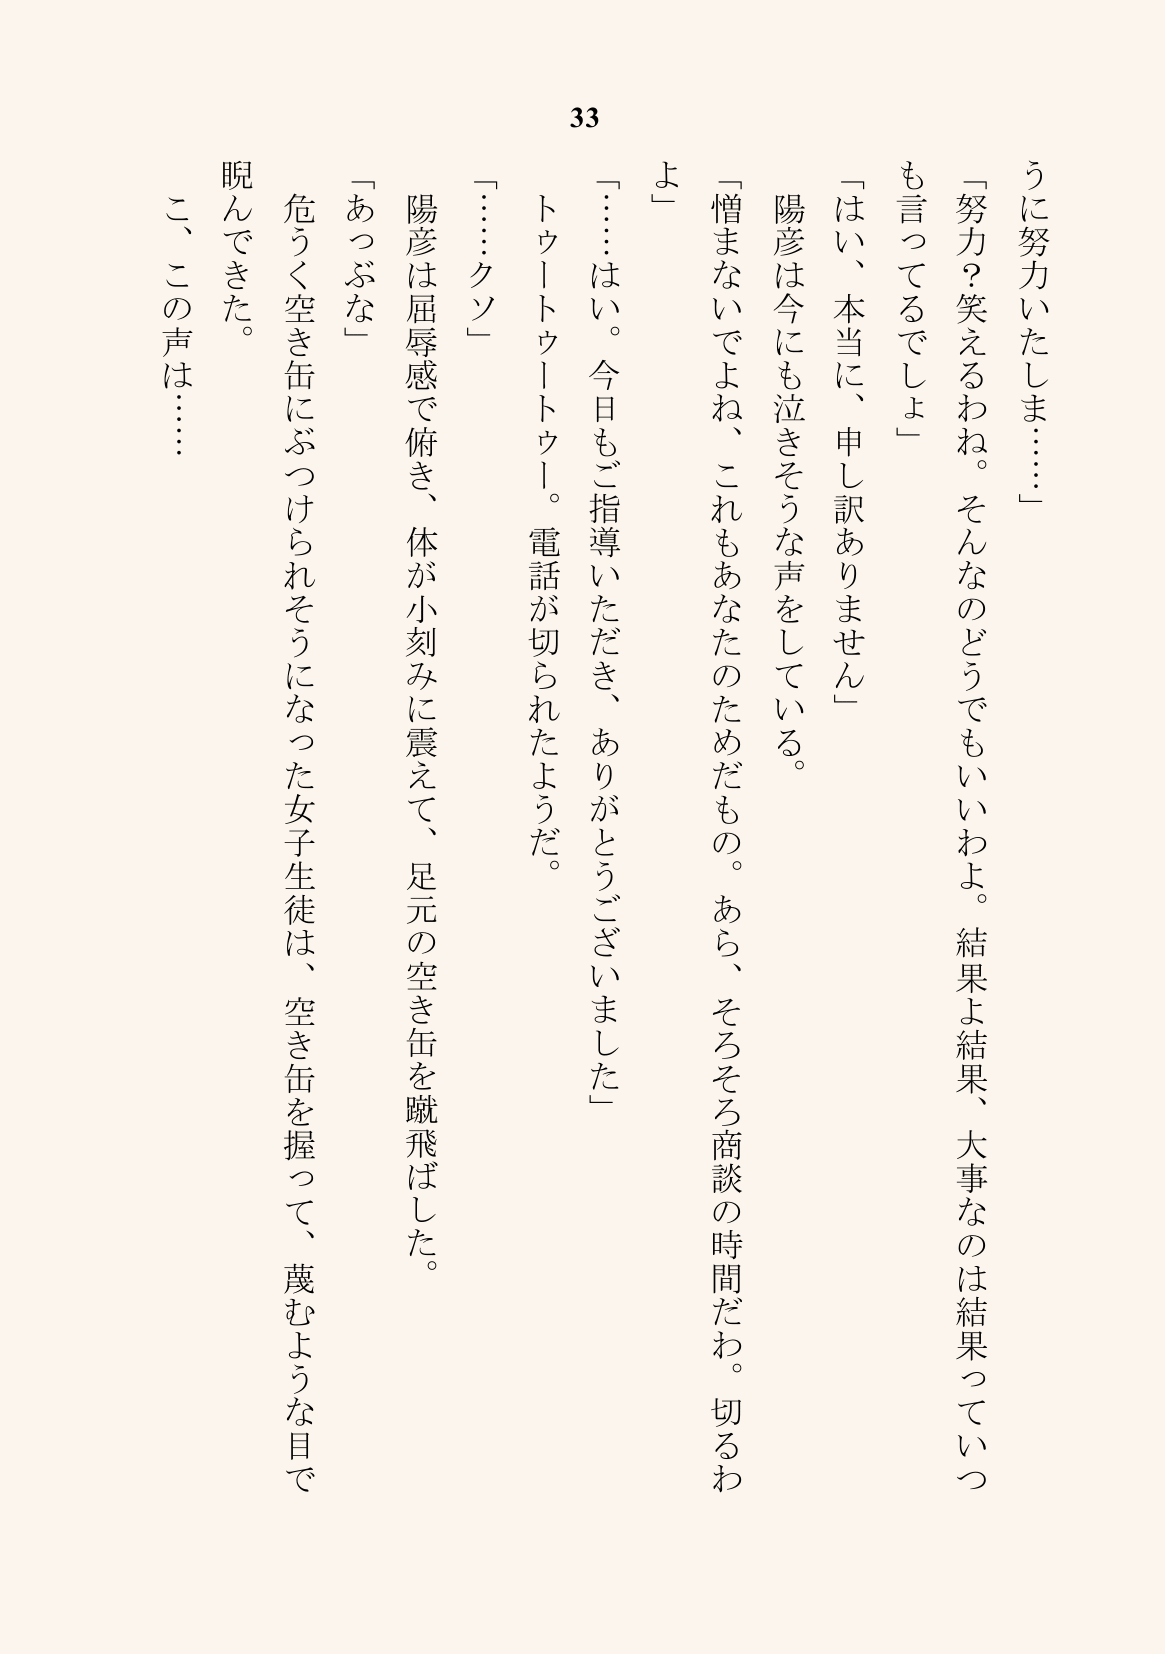 33
うに努力いたしま……」
「努力？笑えるわね。そんなのどうでもいいわよ。結果よ結果、大事なのは結果っていつ
も言ってるでしょ」
「はい、本当に、申し訳ありません」
陽彦は今にも泣きそうな声をしている。
「憎まないでよね、これもあなたのためだもの。あら、そろそろ商談の時間だわ。切るわ
よ」
「……はい。今日もご指導いただき、ありがとうございました」
トゥートゥートゥー。電話が切られたようだ。
「……クソ」
陽彦は屈辱感で俯き、体が小刻みに震えて、足元の空き缶を蹴飛ばした。
「あっぶな」
危うく空き缶にぶつけられそうになった女子生徒は、空き缶を握って、蔑むような目で
睨んできた。
こ、この声は……